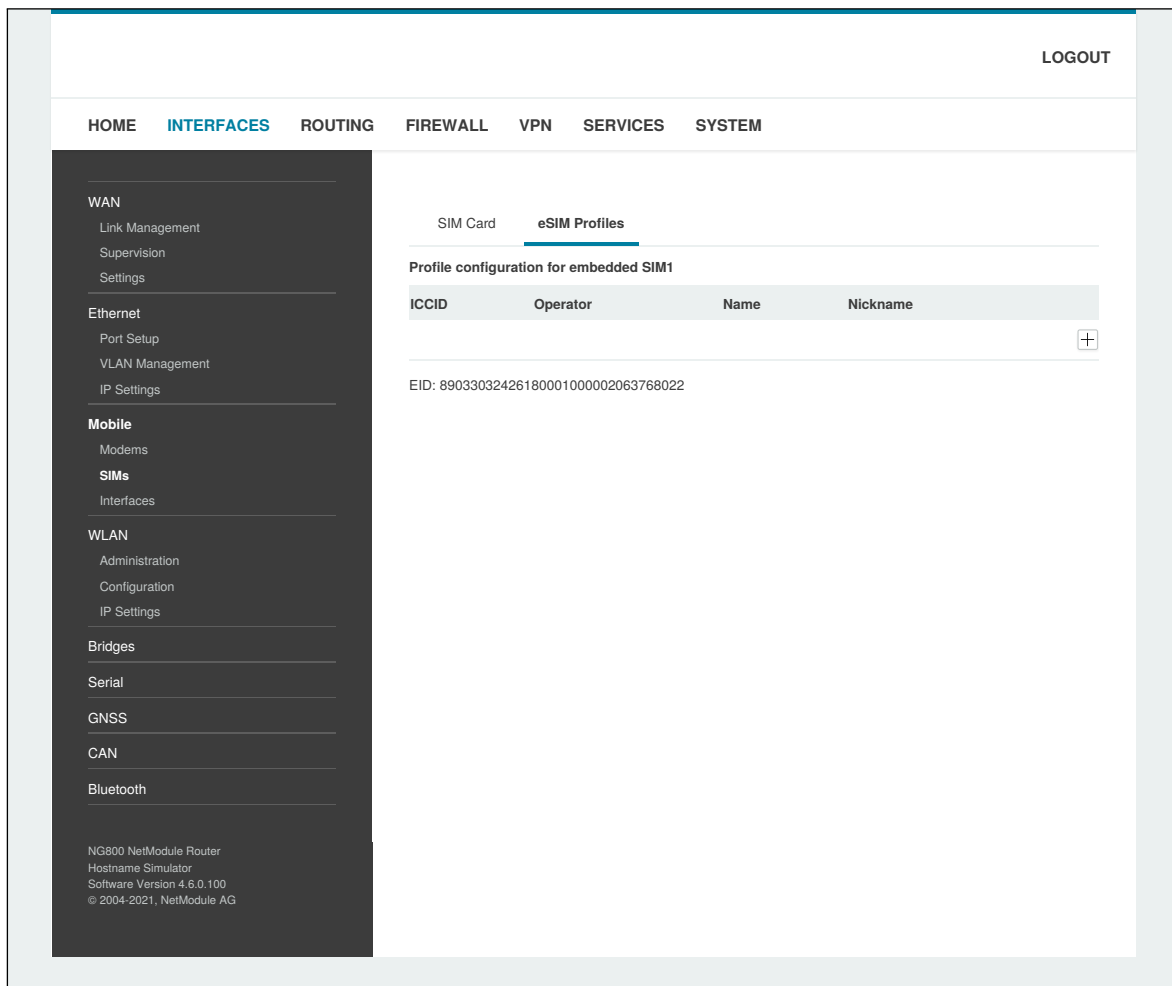 LOGOUT
HOME INTERFACES ROUTING FIREWALL VPN SERVICES SYSTEM
WAN
Link Management
Supervision
Settings
Ethernet
Port Setup
VLAN Management
IP Settings
Mobile
Modems
SIMs
Interfaces
WLAN
Administration
Configuration
IP Settings
Bridges
Serial
GNSS
CAN
Bluetooth
NG800 NetModule Router
Hostname Simulator
Software Version 4.6.0.100
© 2004-2021, NetModule AG
SIM Card eSIM Profiles
Profile configuration for embedded SIM1
ICCID Operator Name Nickname
EID: 89033032426180001000002063768022